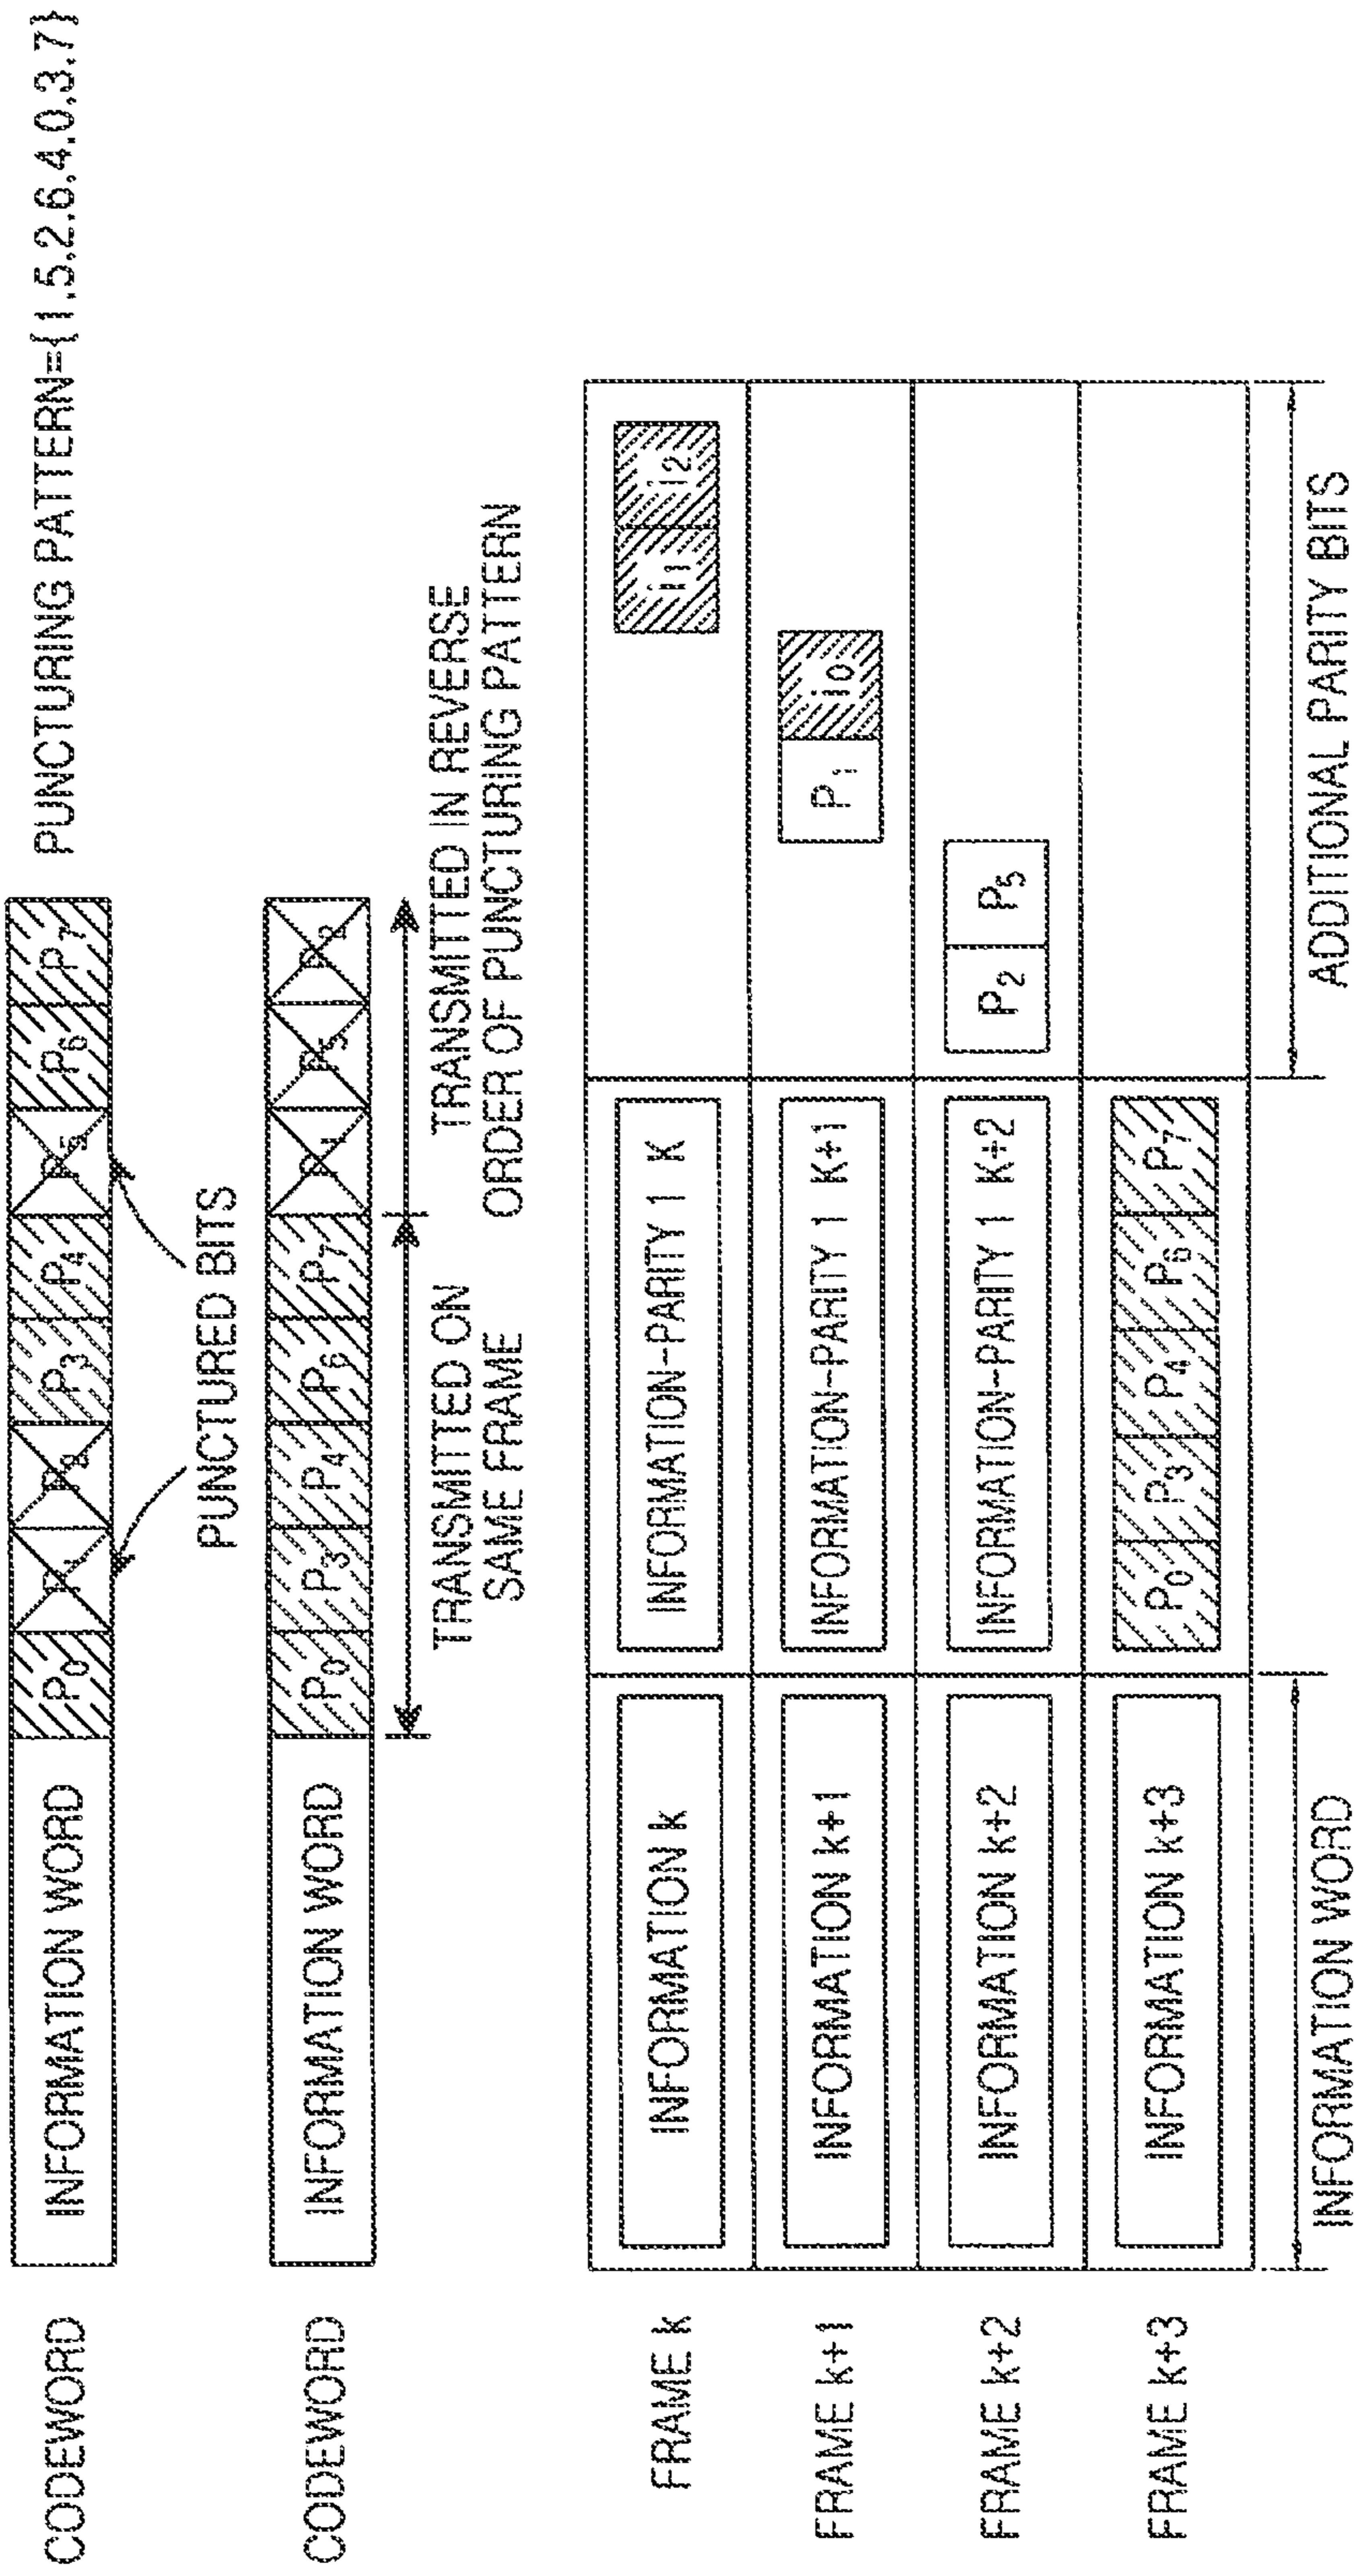 CODEWORD INFORMATION WORD P0 P2 P3 P4 P5 P6 P7 PUNCTURING PATTERN={1,5,2,6,4,0,3,7}
PUNCTURED BITS
CODEWORD INFORMATION WORD P0 P3 P4 P6 P7 P5 P2
TRANSMITTED ON
SAME FRAME
TRANSMITTED IN REVERSE
ORDER OF PUNCTURING PATTERN
FRAME k INFORMATION k INFORMATION-PARITY 1 K i1 i2
FRAME k+1 INFORMATION k+1 INFORMATION-PARITY 1 K+1 P1 i0
FRAME k+2 INFORMATION k+2 INFORMATION-PARITY 1 K+2 P2 P5
FRAME k+3 INFORMATION k+3 P0 P3 P4 P6 P7
INFORMATION WORD ADDITIONAL PARITY BITS